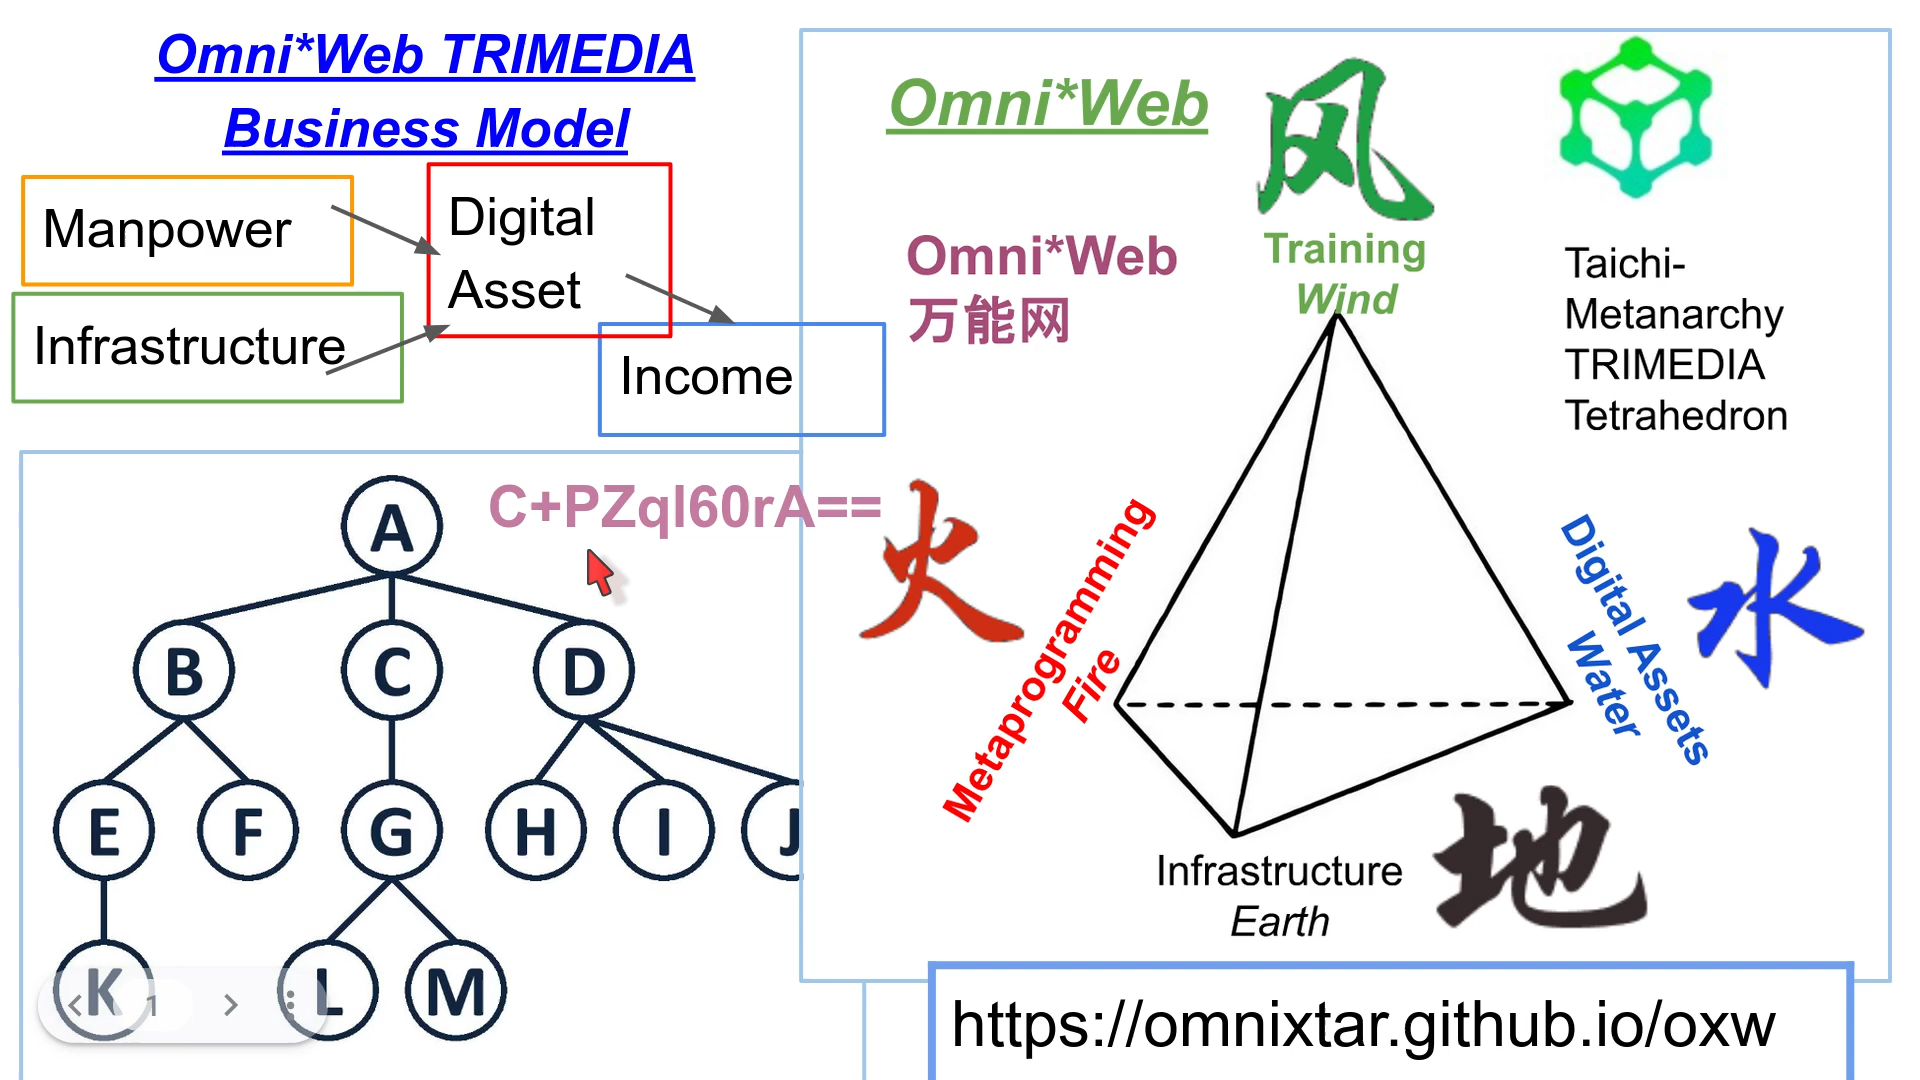 Omni*Web TRIMEDIA
Business Model
Manpower
Infrastructure
Digital
Asset
Income
A
C+PZql60rA==
B
C
D
E
F
G
H
I
J
K
L
M
1
Omni*Web
风
Omni*Web
万能网
Training
Wind
Taichi-
Metanarchy
TRIMEDIA
Tetrahedron
火
Metaprogramming
Fire
Digital Assets
Water
水
Infrastructure
Earth
地
https://omnixtar.github.io/oxw